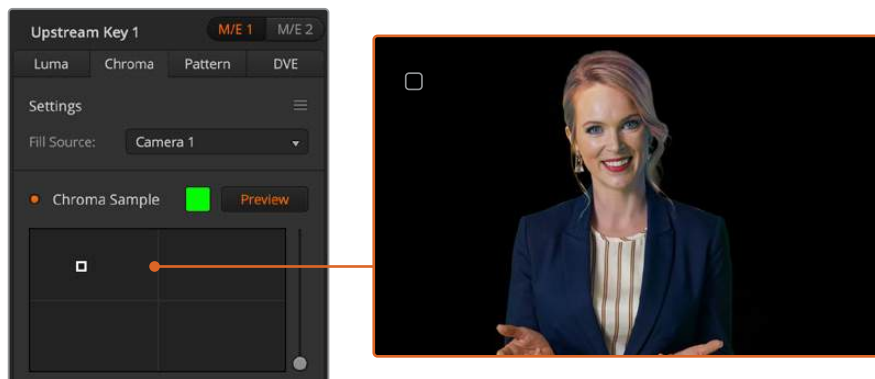 Upstream Key 1 M/E 1 M/E 2
Luma Chroma Pattern DVE
Settings
Fill Source: Camera 1
Chroma Sample Preview